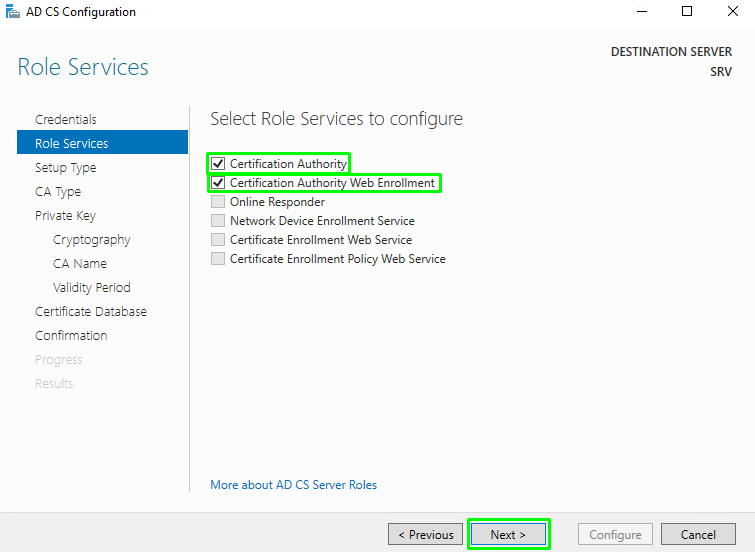 AD CS Configuration
DESTINATION SERVER
SRV
Role Services
Credentials
Role Services
Setup Type
CA Type
Private Key
Cryptography
CA Name
Validity Period
Certificate Database
Confirmation
Progress
Results
Select Role Services to configure
Certification Authority
Certification Authority Web Enrollment
Online Responder
Network Device Enrollment Service
Certificate Enrollment Web Service
Certificate Enrollment Policy Web Service
More about AD CS Server Roles
< Previous
Next >
Configure
Cancel